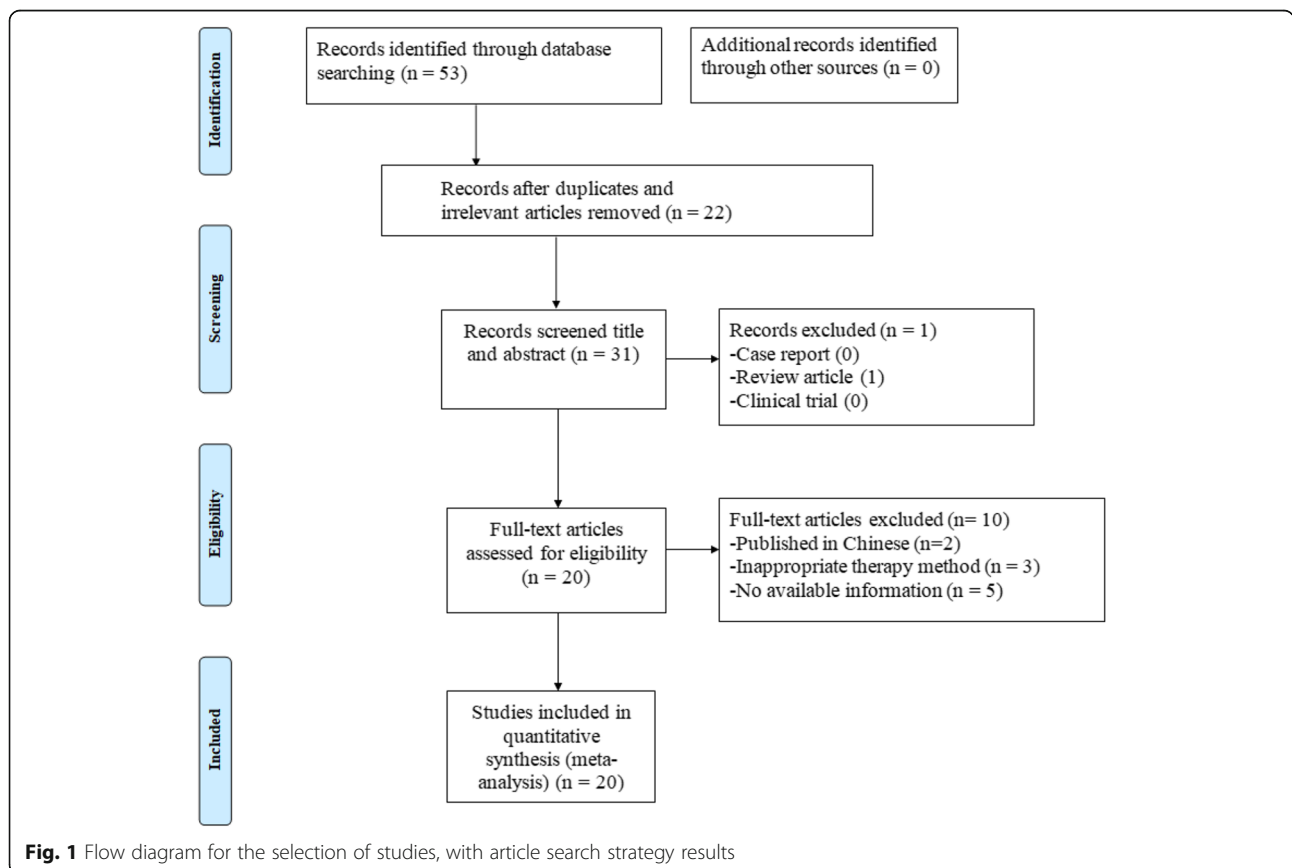 Identification
Records identified through database
searching (n = 53)
Additional records identified
through other sources (n = 0)
Records after duplicates and
irrelevant articles removed (n = 22)
Screening
Records screened title
and abstract (n = 31)
Records excluded (n = 1)
-Case report (0)
-Review article (1)
-Clinical trial (0)
Eligibility
Full-text articles
assessed for eligibility
(n = 20)
Full-text articles excluded (n= 10)
-Published in Chinese (n=2)
-Inappropriate therapy method (n = 3)
-No available information (n = 5)
Included
Studies included in
quantitative
synthesis (meta-
analysis) (n = 20)
Fig. 1 Flow diagram for the selection of studies, with article search strategy results